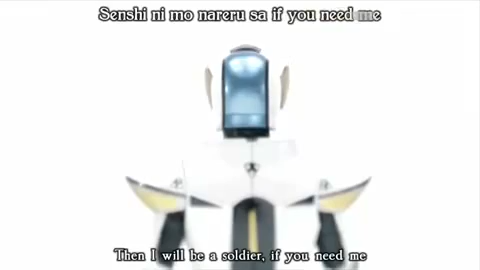 Senshi ni mo nareru sa if you need me
Then I will be a soldier, if you need me